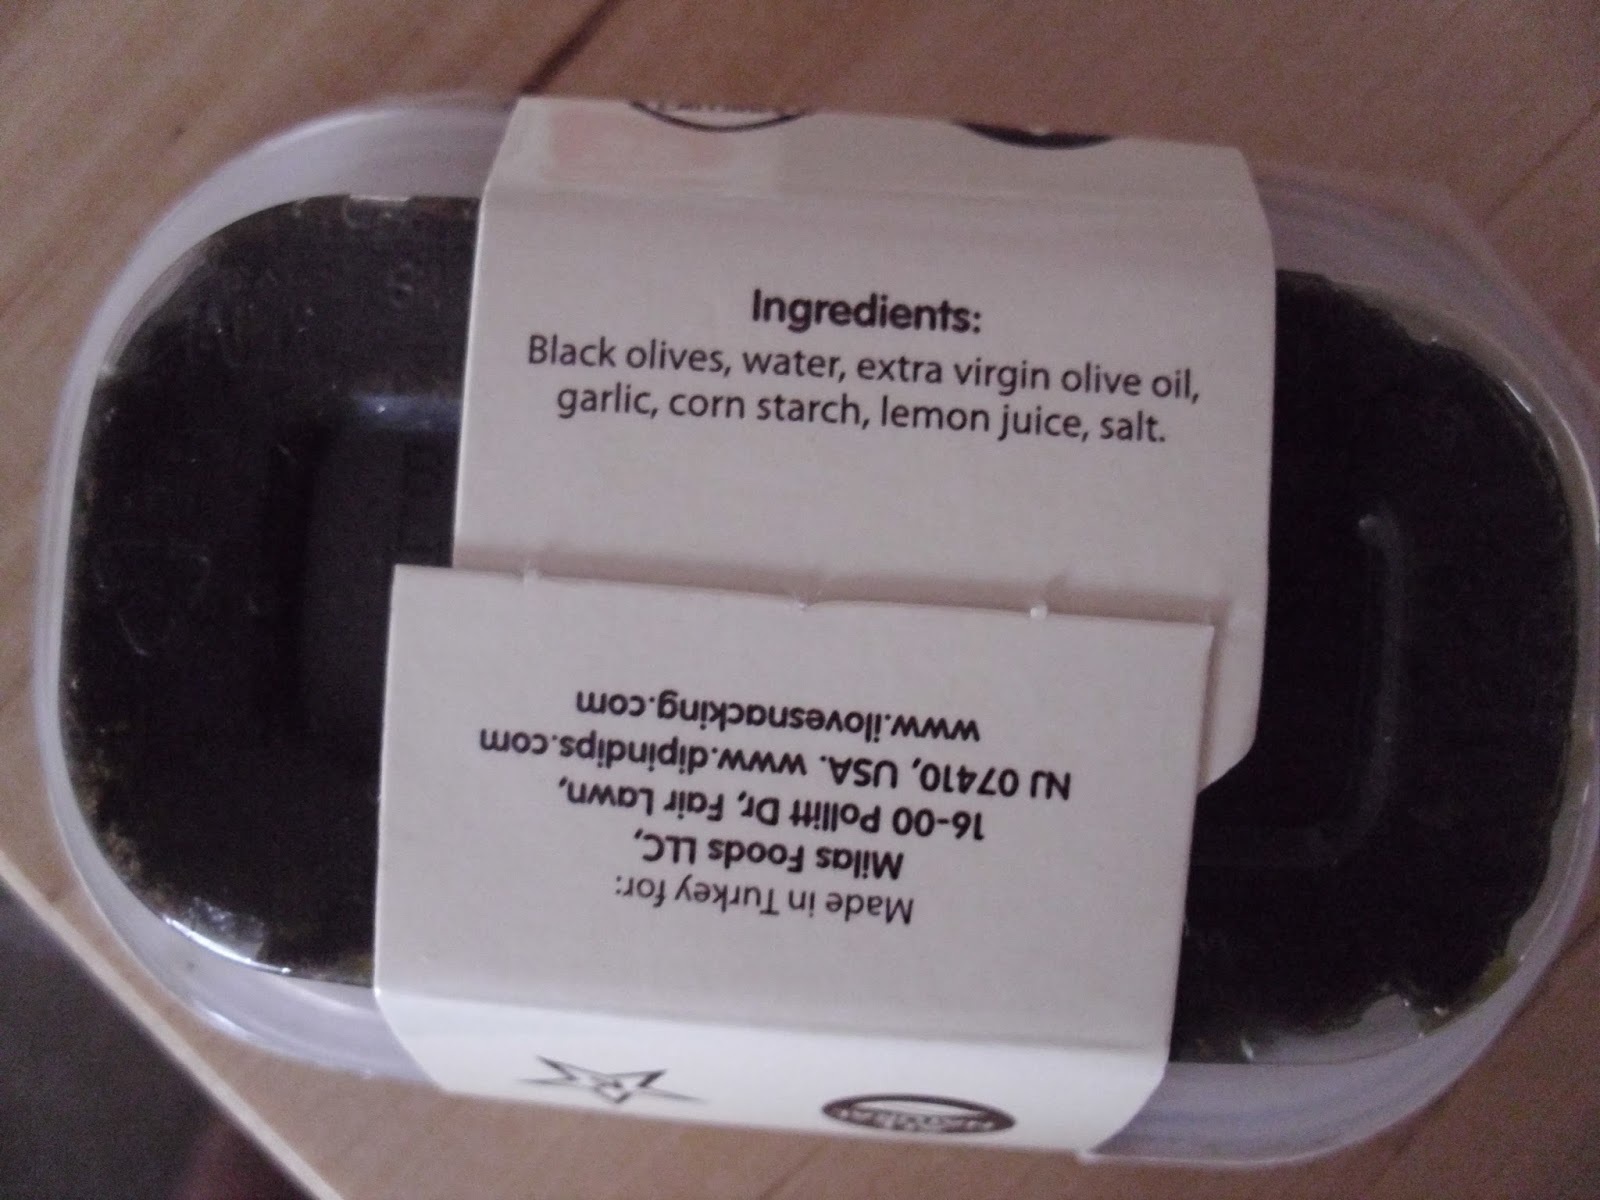 Ingredients:
Black olives, water, extra virgin olive oil,
garlic, corn starch, lemon juice, salt.
Made in Turkey for:
Milas Foods LLC,
16-00 Pollitt Dr, Fair Lawn,
NJ 07410, USA. www.dipindips.com
www.ilovesnacking.com